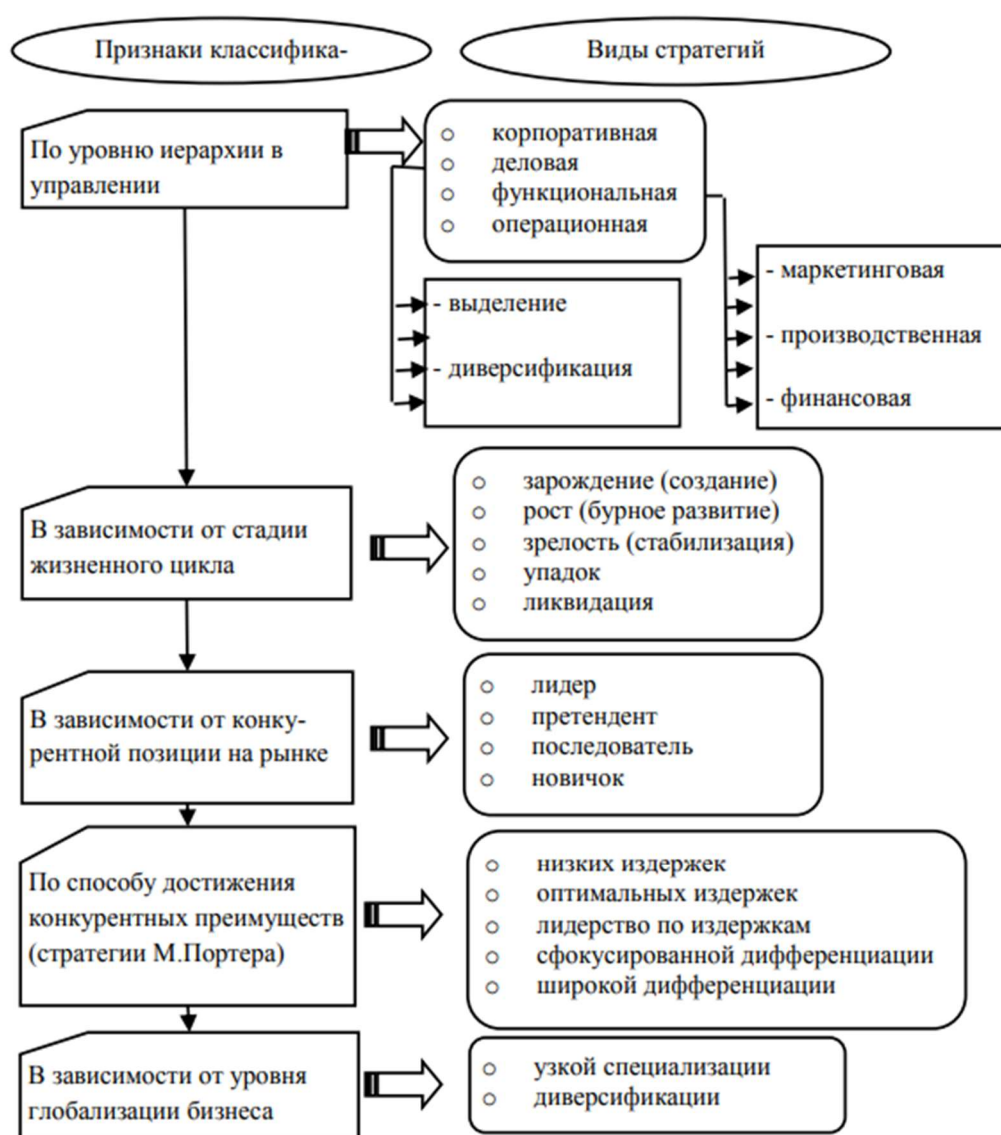 Признаки классифика-
Виды стратегий
По уровню иерархии в
управлении
о корпоративная
о деловая
о функциональная
о операционная
- выделение
- диверсификация
- маркетинговая
- производственная
- финансовая
В зависимости от стадии
жизненного цикла
о зарождение (создание)
о рост (бурное развитие)
о зрелость (стабилизация)
о упадок
о ликвидация
В зависимости от конку-
рентной позиции на рынке
о лидер
о претендент
о последователь
о новичок
По способу достижения
конкурентных преимуществ
(стратегии М.Портера)
о низких издержек
о оптимальных издержек
о лидерство по издержкам
о сфокусированной дифференциации
о широкой дифференциации
В зависимости от уровня
глобализации бизнеса
о узкой специализации
о диверсификации